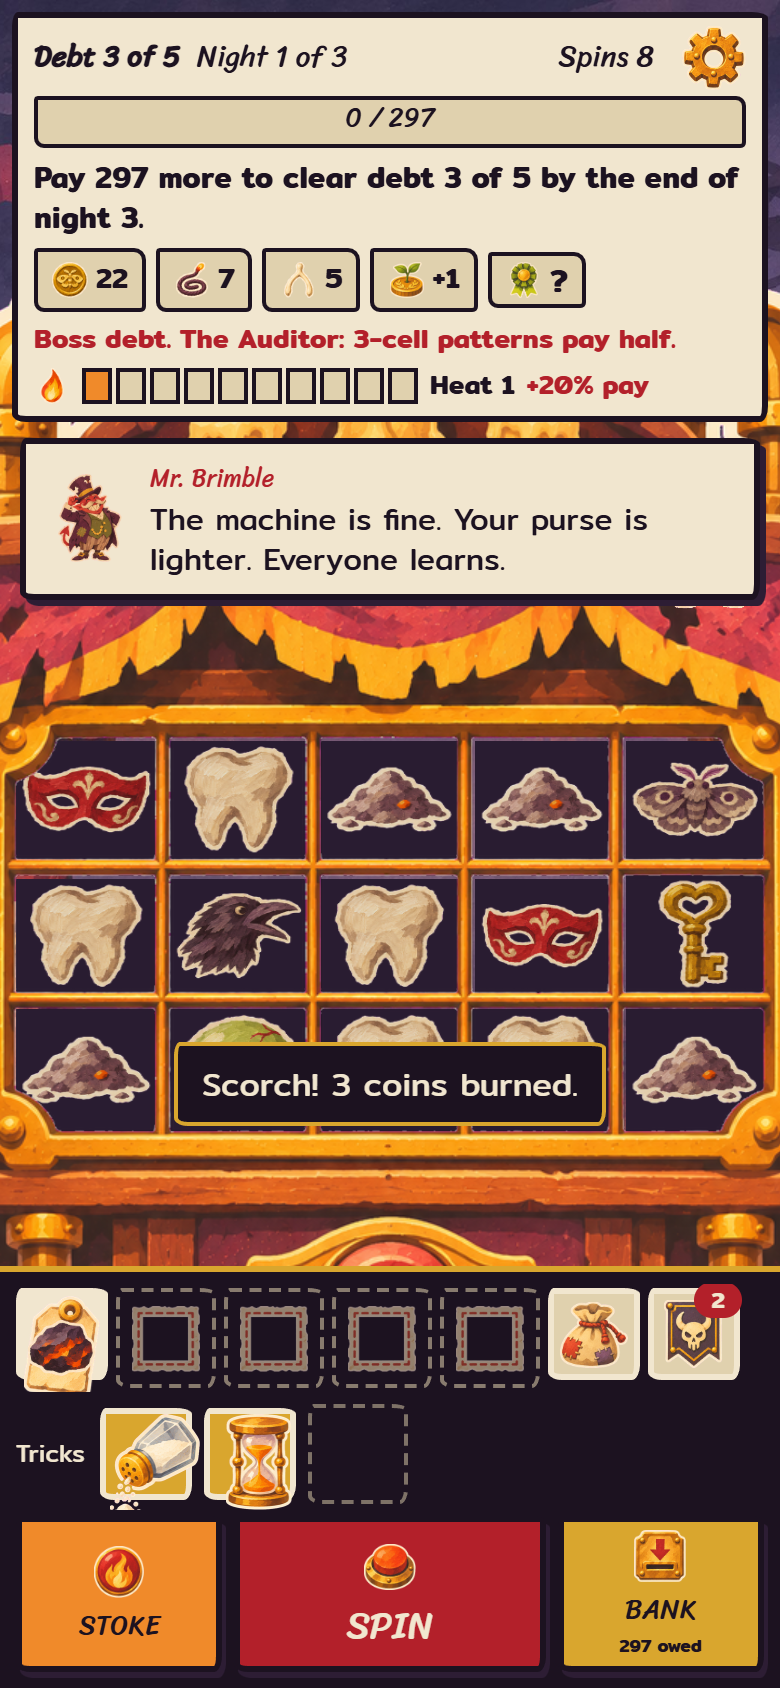 Debt 3 of 5 Night 1 of 3 Spins 8
0 / 297
Pay 297 more to clear debt 3 of 5 by the end of
night 3.
22 7 5 +1 ?
Boss debt. The Auditor: 3-cell patterns pay half.
Heat 1 +20% pay
Mr. Brimble
The machine is fine. Your purse is
lighter. Everyone learns.
Scorch! 3 coins burned.
2
Tricks
STOKE
SPIN
BANK
297 owed